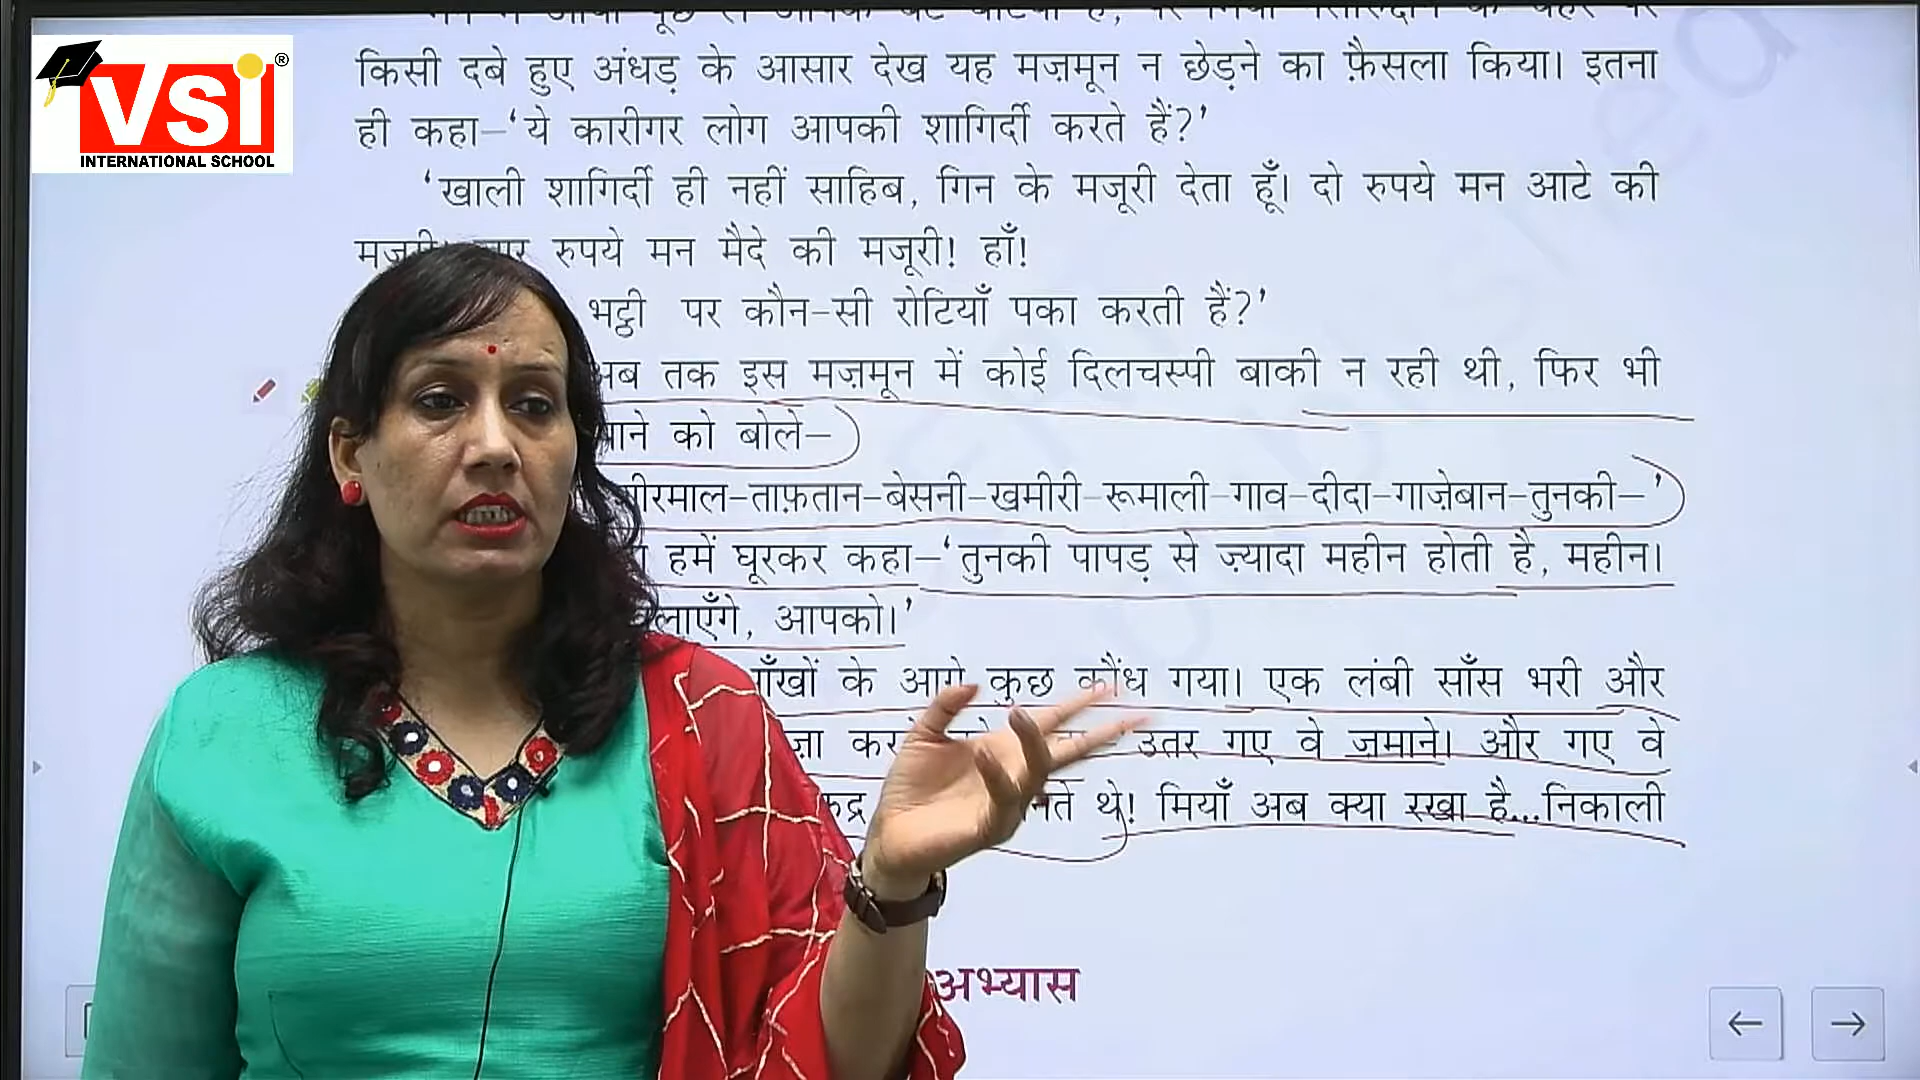 VSI ®
INTERNATIONAL SCHOOL
किसी दबे हुए अंधड़ के आसार देख यह मज़मून न छेड़ने का फ़ैसला किया। इतना
ही कहा–‘ये कारीगर लोग आपकी शागिर्दी करते हैं?’
‘खाली शागिर्दी ही नहीं साहिब, गिन के मजूरी देता हूँ। दो रुपये मन आटे की
रुपये मन मैदे की मजूरी! हाँ!
भट्ठी पर कौन-सी रोटियाँ पका करती हैं?’
तक इस मज़मून में कोई दिलचस्पी बाकी न रही थी, फिर भी
को बोले–
ताफ़तान–बेसनी–खमीरी–रूमाली–गाव–दीदा–गाज़ेबान–तुनकी–’
हमें घूरकर कहा–‘तुनकी पापड़ से ज़्यादा महीन होती है, महीन।
आपको।’
के आगे कुछ कौंध गया। एक लंबी साँस भरी और
उतर गए वे ज़माने। और गए वे
थे! मियाँ अब क्या रखा है...निकाली
अभ्यास